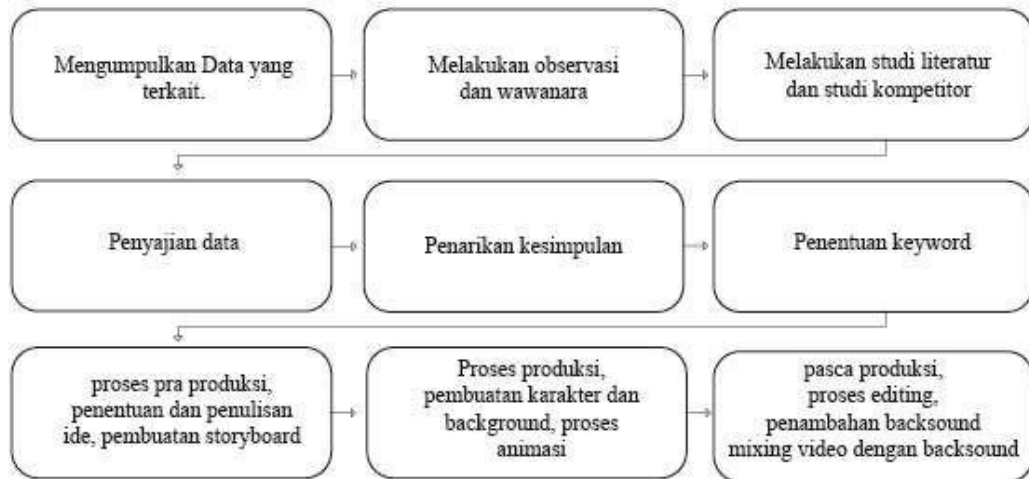 Mengumpulkan Data yang
terkait.
Melakukan observasi
dan wawanara
Melakukan studi literatur
dan studi kompetitor
Penyajian data
Penarikan kesimpulan
Penentuan keyword
proses pra produksi,
penentuan dan penulisan
ide, pembuatan storyboard
Proses produksi,
pembuatan karakter dan
background, proses
animasi
pasca produksi,
proses editing,
penambahan backsound
mixing video dengan backsound